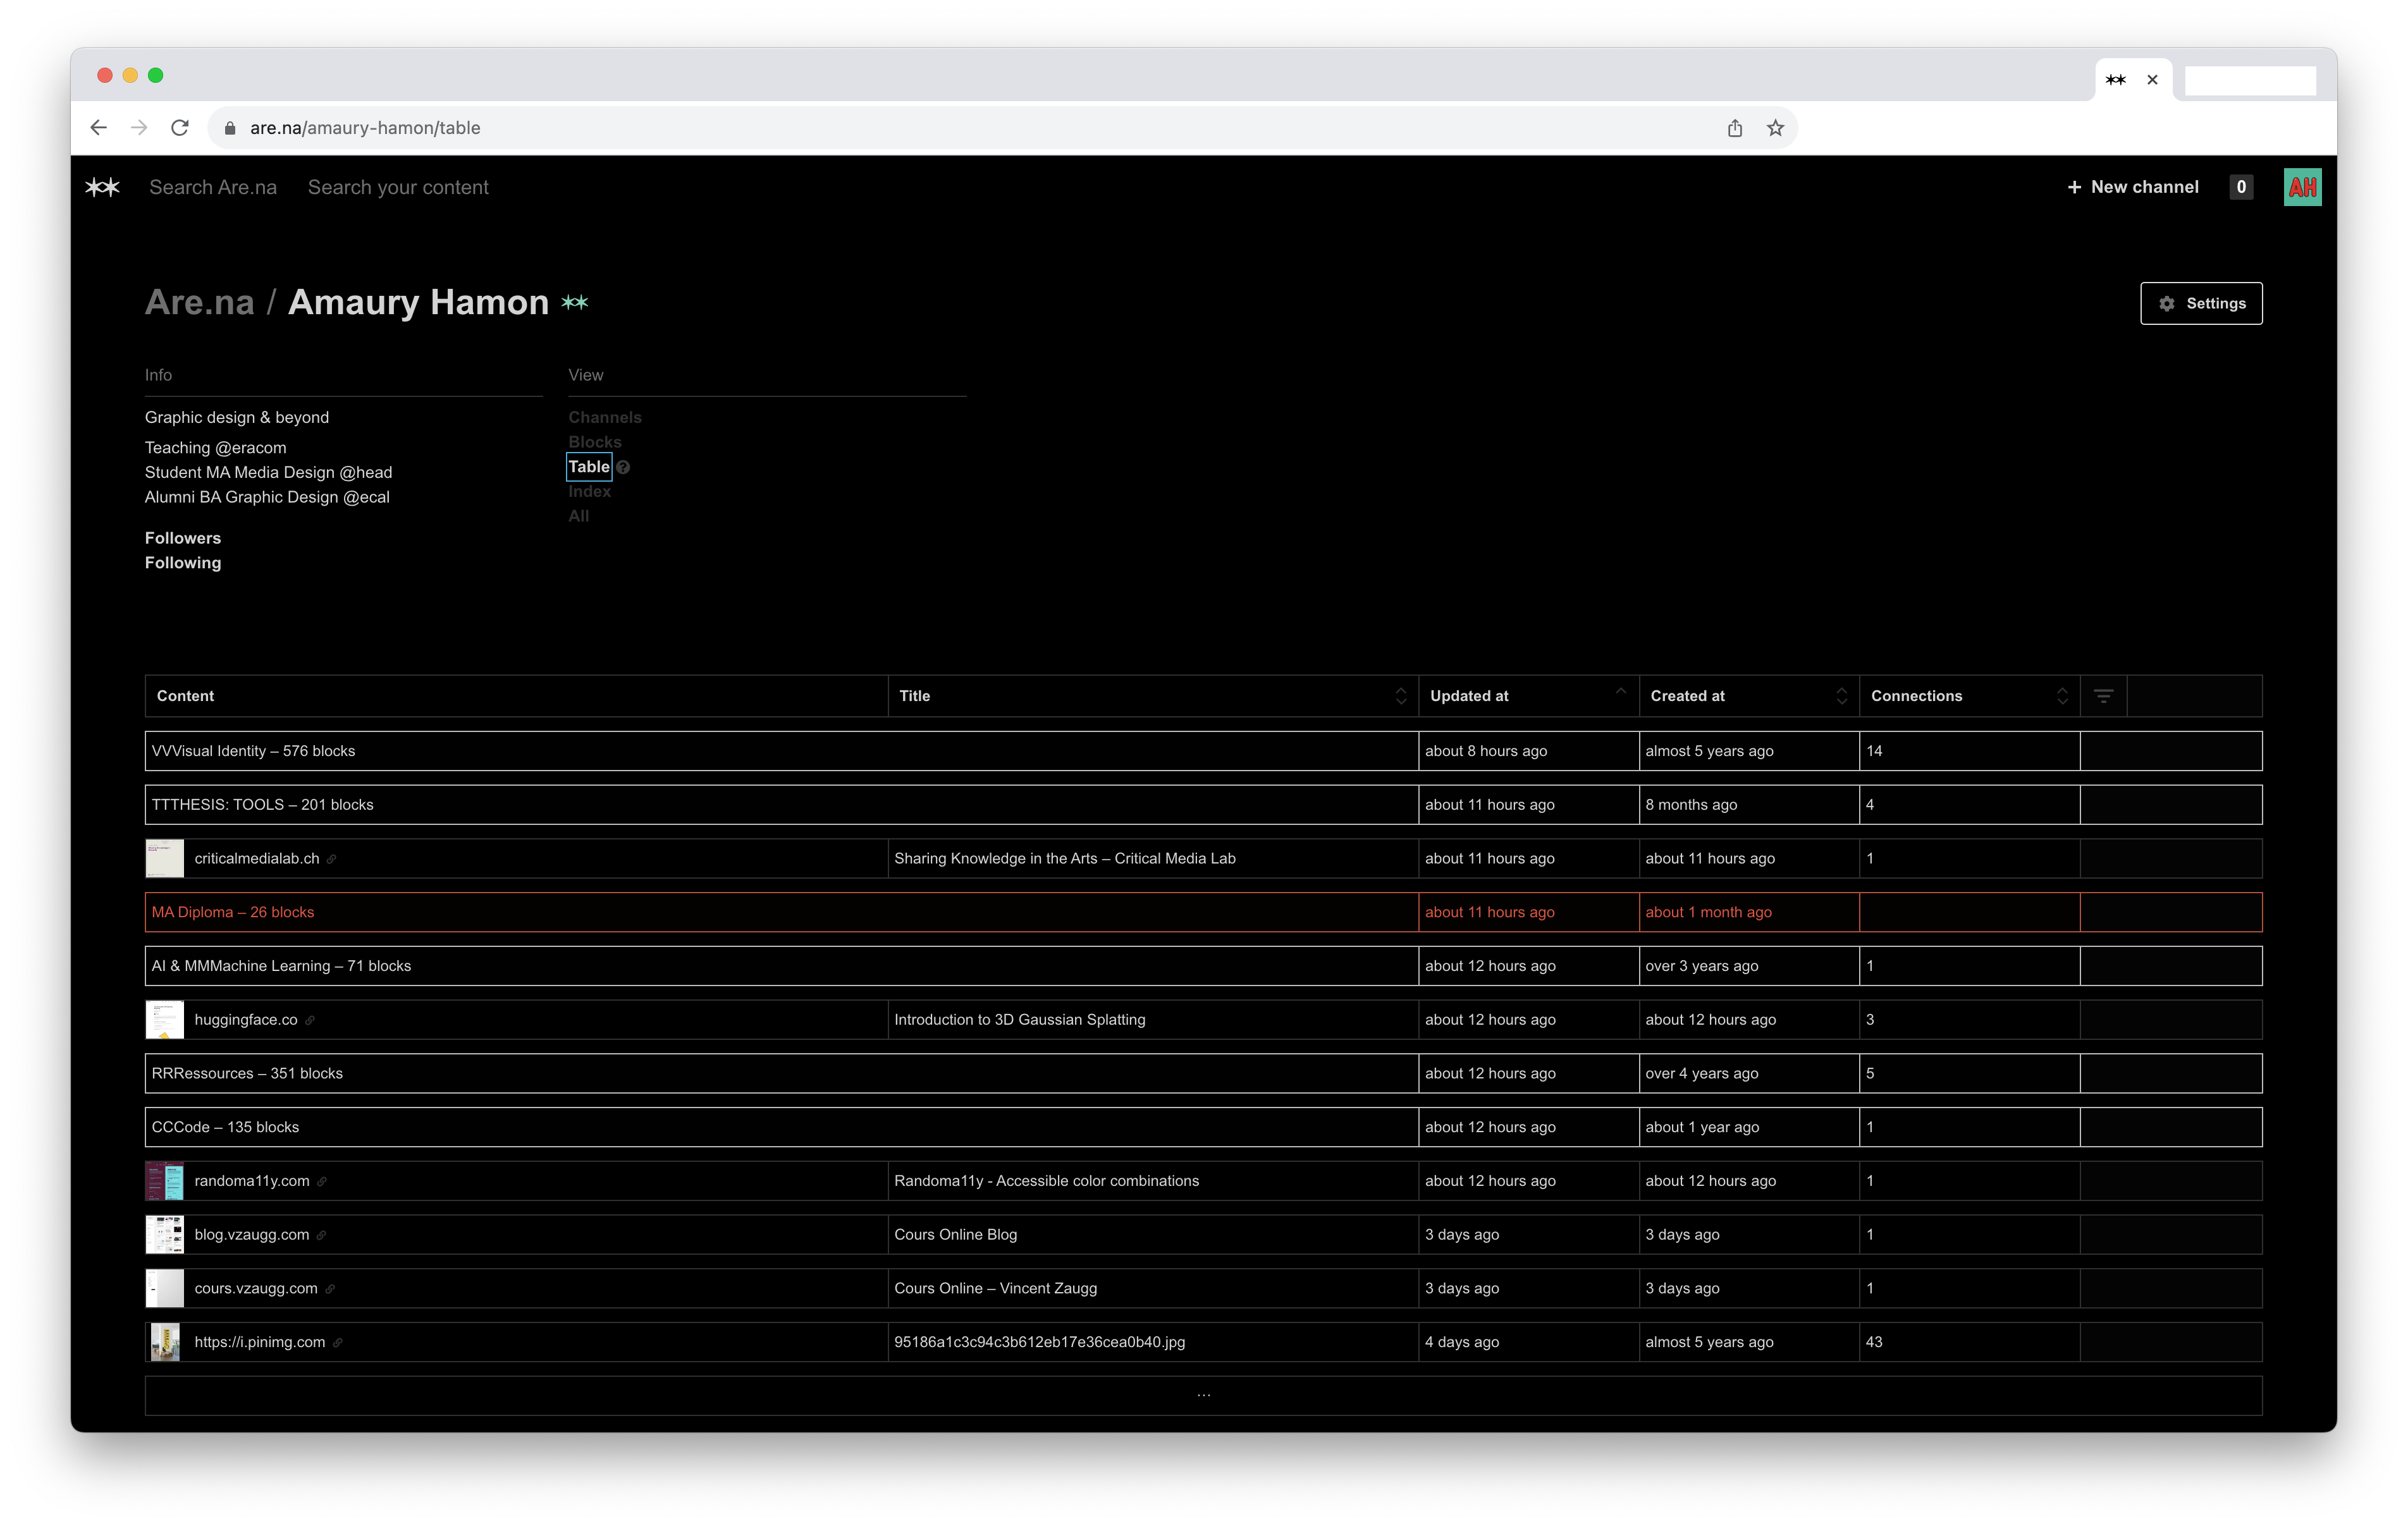 are.na/amaury-hamon/table
Search Are.na Search your content
+ New channel 0 AH
Are.na / Amaury Hamon
Settings
Info
Graphic design & beyond
Teaching @eracom
Student MA Media Design @head
Alumni BA Graphic Design @ecal
Followers
Following
View
Channels
Blocks
Table ?
Index
All
Content Title Updated at Created at Connections
VVVisual Identity – 576 blocks about 8 hours ago almost 5 years ago 14
TTTHESIS: TOOLS – 201 blocks about 11 hours ago 8 months ago 4
criticalmedialab.ch Sharing Knowledge in the Arts – Critical Media Lab about 11 hours ago about 11 hours ago 1
MA Diploma – 26 blocks about 11 hours ago about 1 month ago
AI & MMMachine Learning – 71 blocks about 12 hours ago over 3 years ago 1
huggingface.co Introduction to 3D Gaussian Splatting about 12 hours ago about 12 hours ago 3
RRRessources – 351 blocks about 12 hours ago over 4 years ago 5
CCCode – 135 blocks about 12 hours ago about 1 year ago 1
randoma11y.com Randoma11y - Accessible color combinations about 12 hours ago about 12 hours ago 1
blog.vzaugg.com Cours Online Blog 3 days ago 3 days ago 1
cours.vzaugg.com Cours Online – Vincent Zaugg 3 days ago 3 days ago 1
https://i.pinimg.com 95186a1c3c94c3b612eb17e36cea0b40.jpg 4 days ago almost 5 years ago 43
...